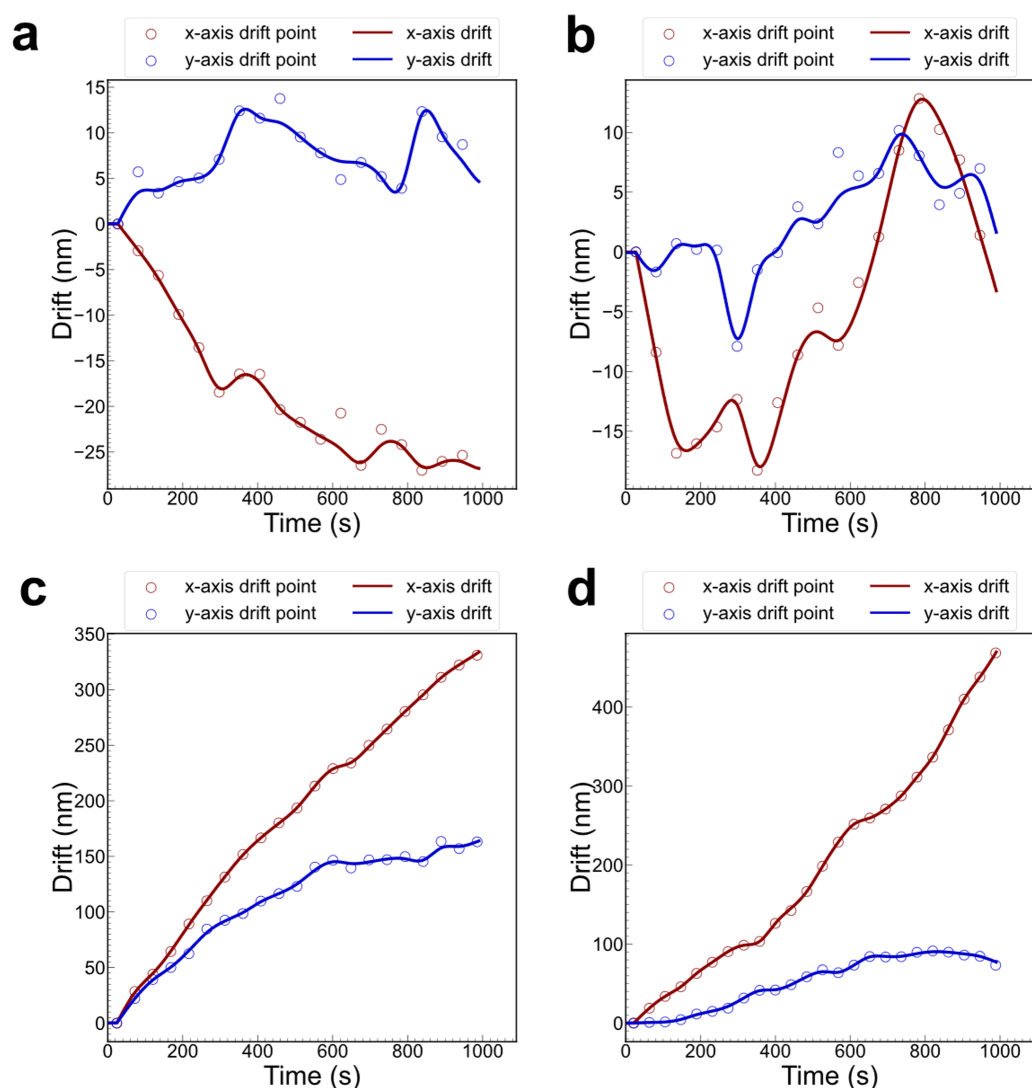 a
x-axis drift point x-axis drift
y-axis drift point y-axis drift
15
10
5
0
−5
−10
−15
−20
−25
Drift (nm)
0 200 400 600 800 1000
Time (s)
b
x-axis drift point x-axis drift
y-axis drift point y-axis drift
10
5
0
−5
−10
−15
Drift (nm)
0 200 400 600 800 1000
Time (s)
c
x-axis drift point x-axis drift
y-axis drift point y-axis drift
350
300
250
200
150
100
50
0
Drift (nm)
0 200 400 600 800 1000
Time (s)
d
x-axis drift point x-axis drift
y-axis drift point y-axis drift
400
300
200
100
0
Drift (nm)
0 200 400 600 800 1000
Time (s)